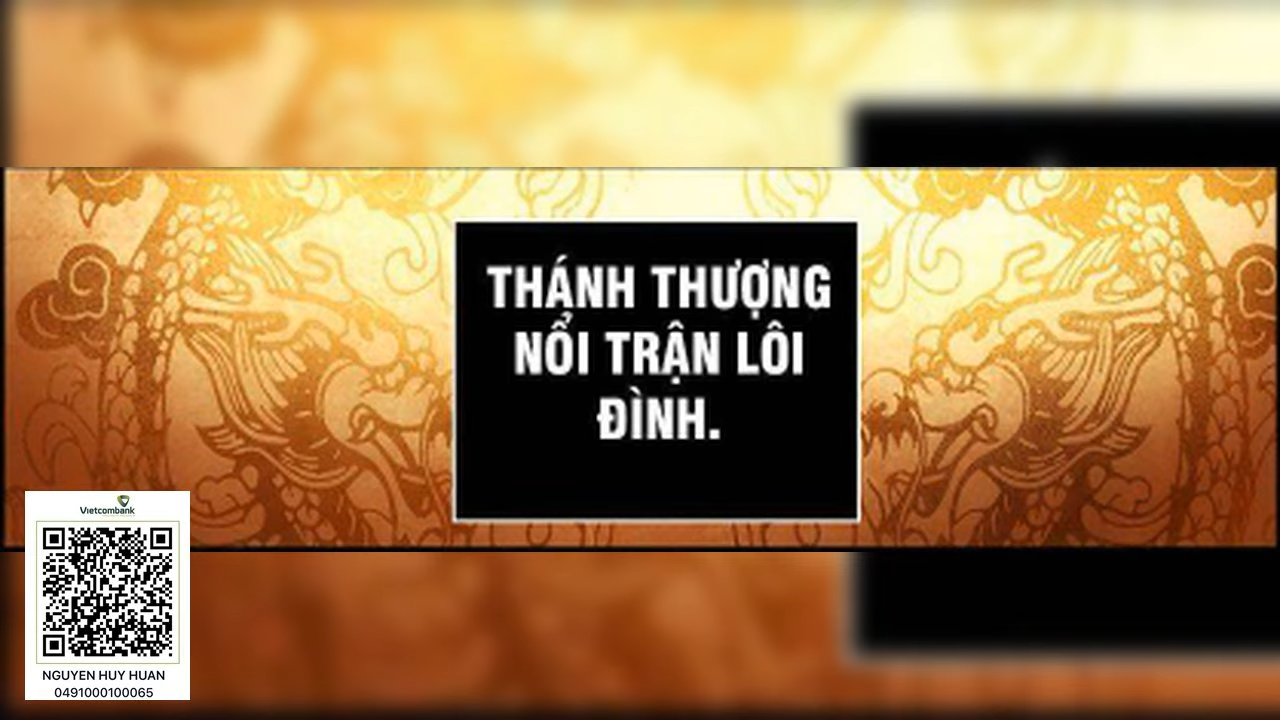 THÁNH THƯỢNG
NỔI TRẬN LÔI
ĐÌNH.
Vietcombank
NGUYEN HUY HUAN
0491000100065